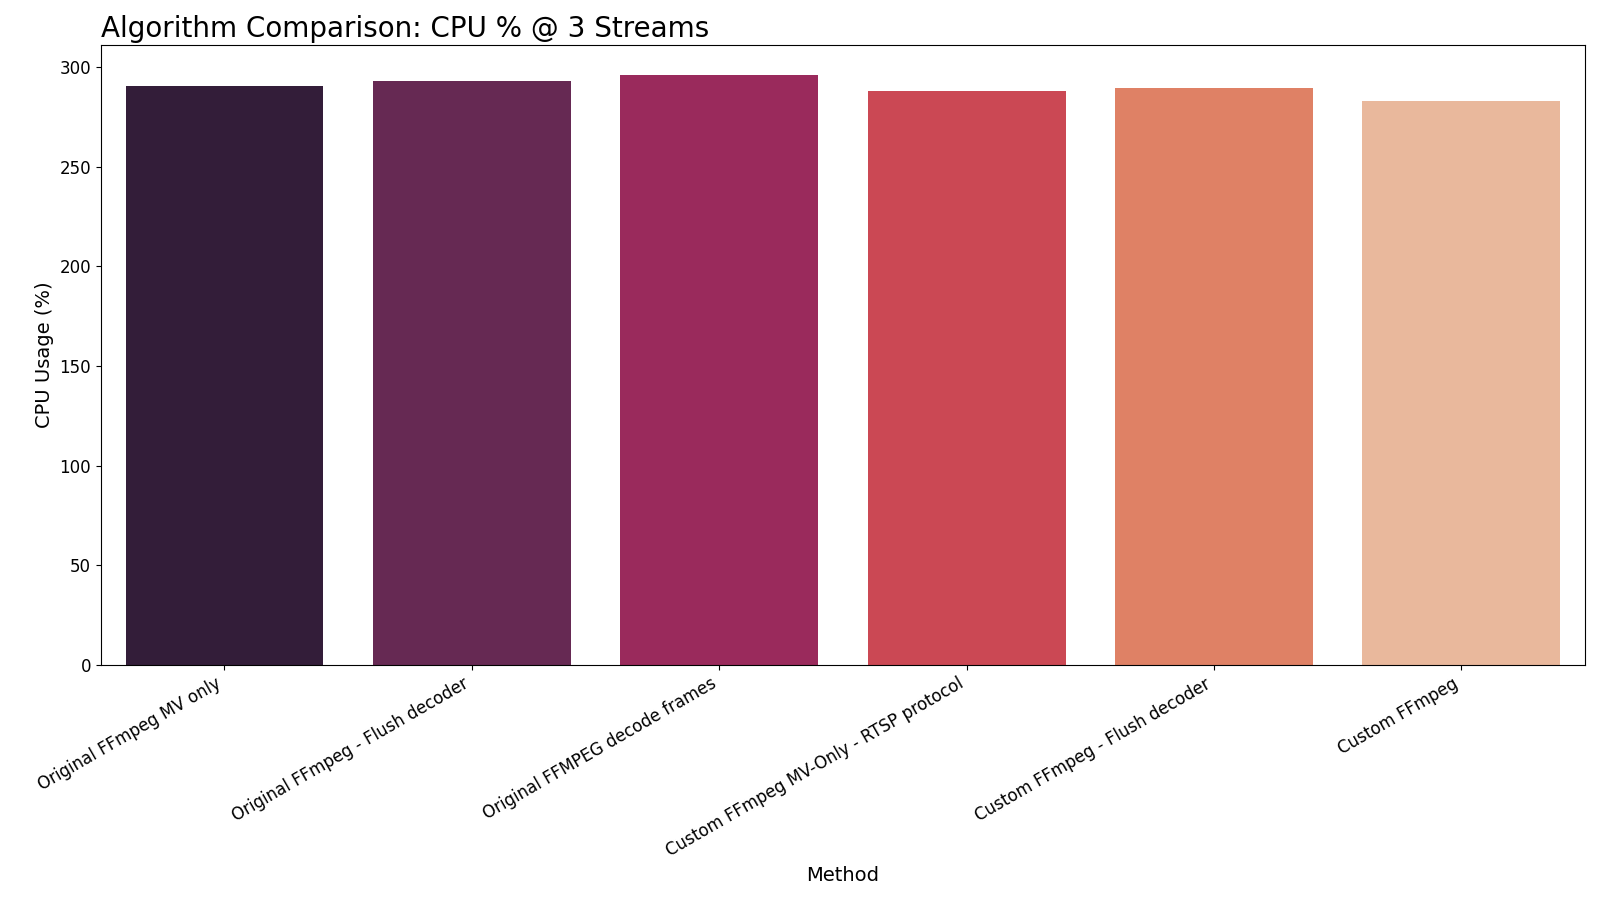 Algorithm Comparison: CPU % @ 3 Streams
300
250
200
150
100
50
0
CPU Usage (%)
Original FFmpeg MV only
Original FFmpeg - Flush decoder
Original FFMPEG decode frames
Custom FFmpeg MV-Only - RTSP protocol
Custom FFmpeg - Flush decoder
Custom FFmpeg
Method